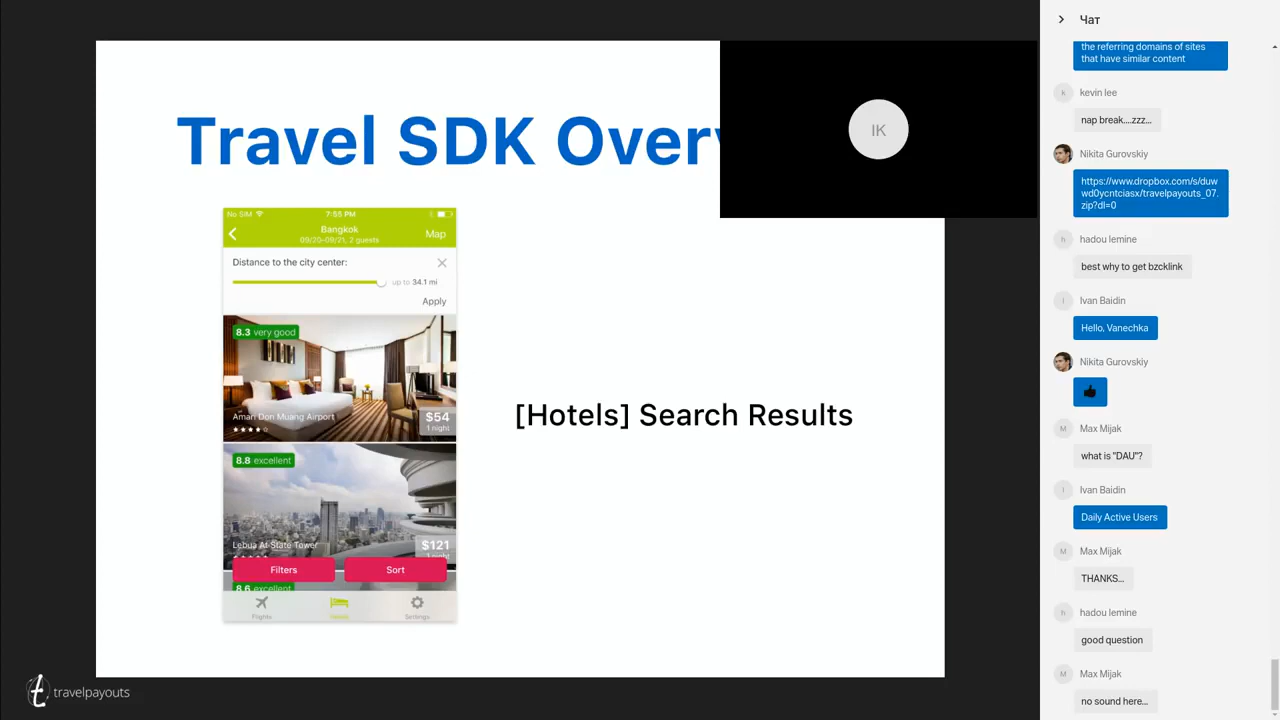 Travel SDK Over
IK
No SIM
7:55 PM
Bangkok
09/20–09/21, 2 guests
Map
Distance to the city center:
up to 34.1 mi
Apply
8.3 very good
Amari Don Muang Airport
$54
1 night
8.8 excellent
Lebua At State Tower
$121
1 night
Filters
Sort
8.6 excellent
Flights
Hotels
Settings
[Hotels] Search Results
travelpayouts
Чат
the referring domains of sites
that have similar content
kevin lee
K
nap break....zzz...
Nikita Gurovskiy
https://www.dropbox.com/s/duw
wd0ycntciasx/travelpayouts_07.
zip?dl=0
hadou lemine
h
best why to get bzcklink
Ivan Baidin
I
Hello, Vanechka
Nikita Gurovskiy
Max Mijak
M
what is "DAU"?
Ivan Baidin
I
Daily Active Users
Max Mijak
M
THANKS...
hadou lemine
h
good question
Max Mijak
M
no sound here...